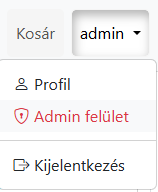 Kosár admin
Profil
Admin felület
Kijelentkezés